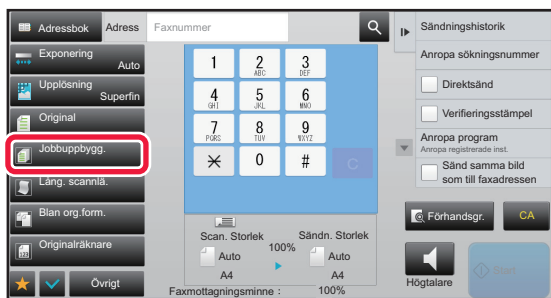 Adressbok
Adress
Faxnummer
Exponering
Auto
Upplösning
Superfin
Original
Jobbuppbygg.
Lång. scannlä.
Blan org.form.
Originalräknare
Övrigt
1
2
ABC
3
DEF
4
GHI
5
JKL
6
MNO
7
PQRS
8
TUV
9
WXYZ
0
#
C
Scan. Storlek
100%
Sändn. Storlek
Auto
A4
Auto
A4
Faxmottagningsminne : 100%
Sändningshistorik
Anropa sökningsnummer
Direktsänd
Verifieringsstämpel
Anropa program
Anropa registrerade inst.
Sänd samma bild
som till faxadressen
Förhandsgr.
CA
Högtalare
Start